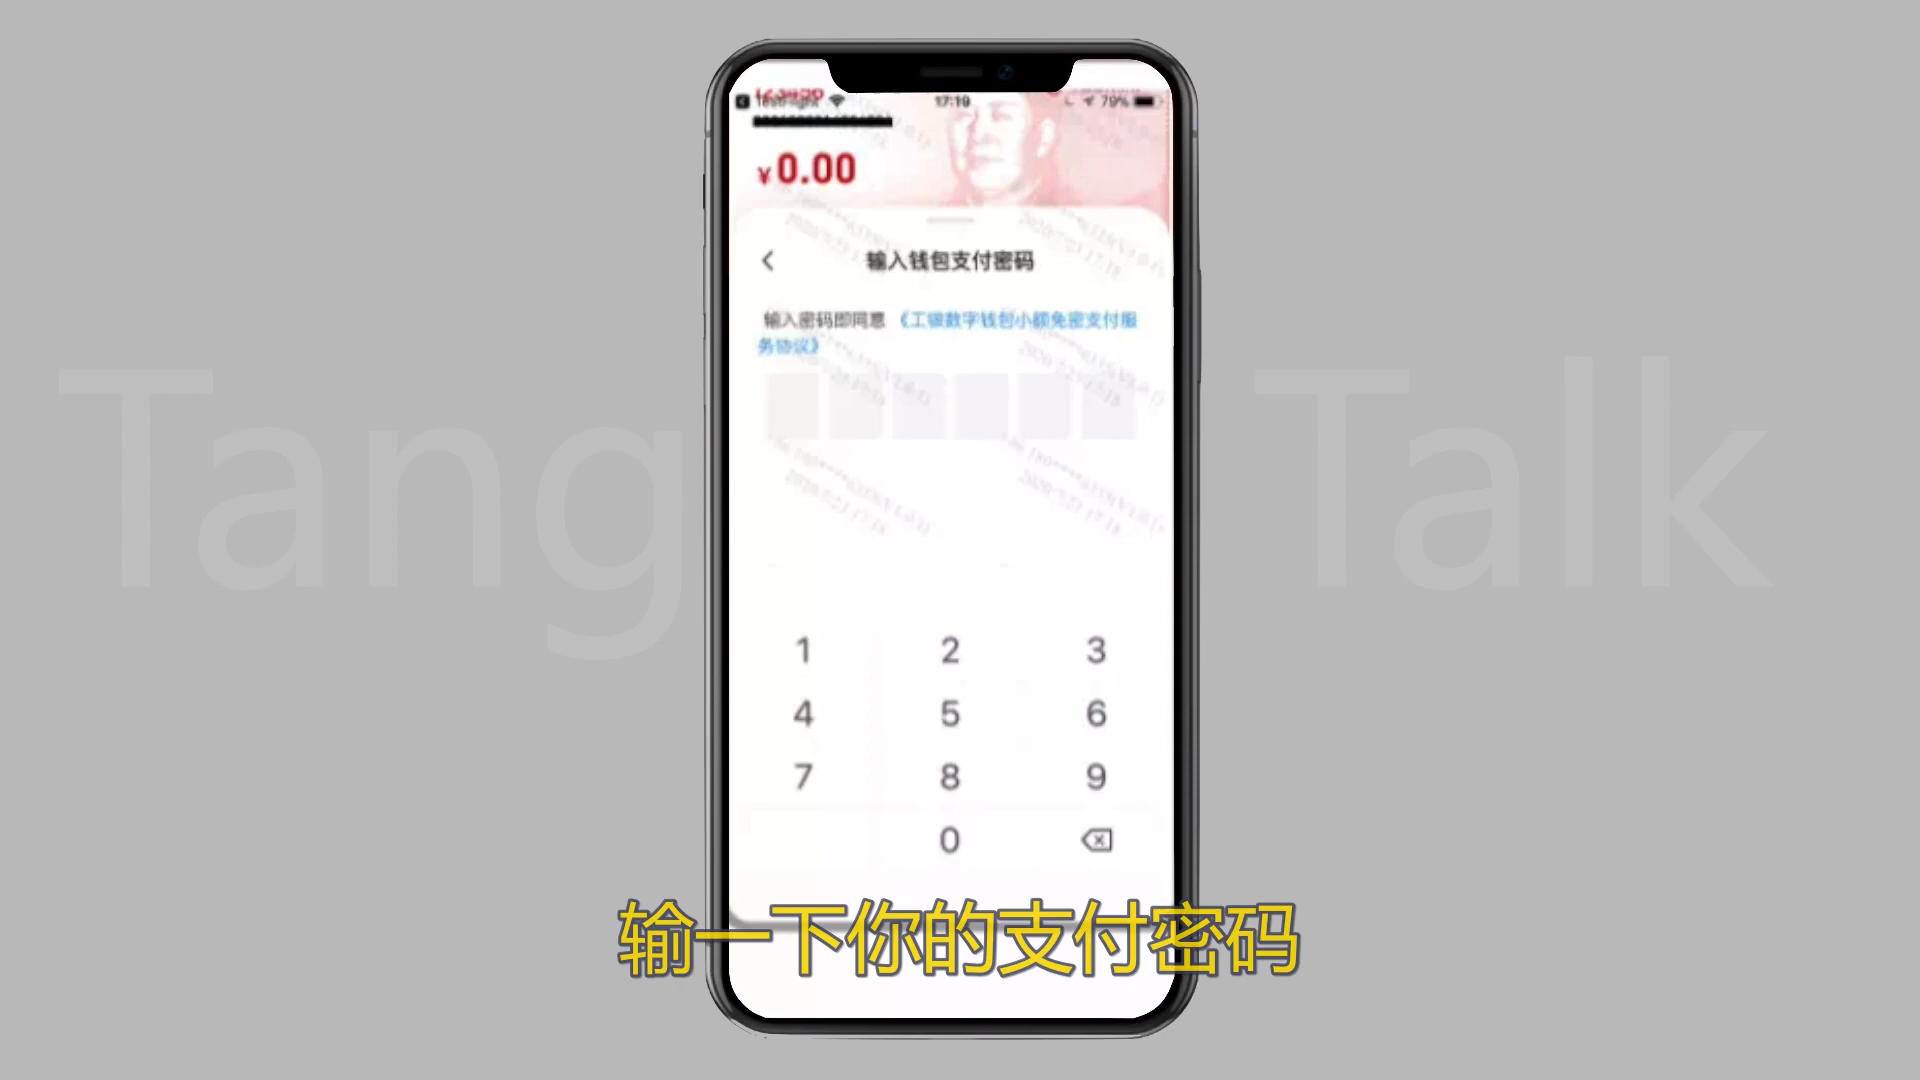 Tang Talk
17:19
79%
¥0.00
输入钱包支付密码
输入密码即同意《工银数字钱包小额免密支付服
务协议》
1 2 3
4 5 6
7 8 9
0
输一下你的支付密码